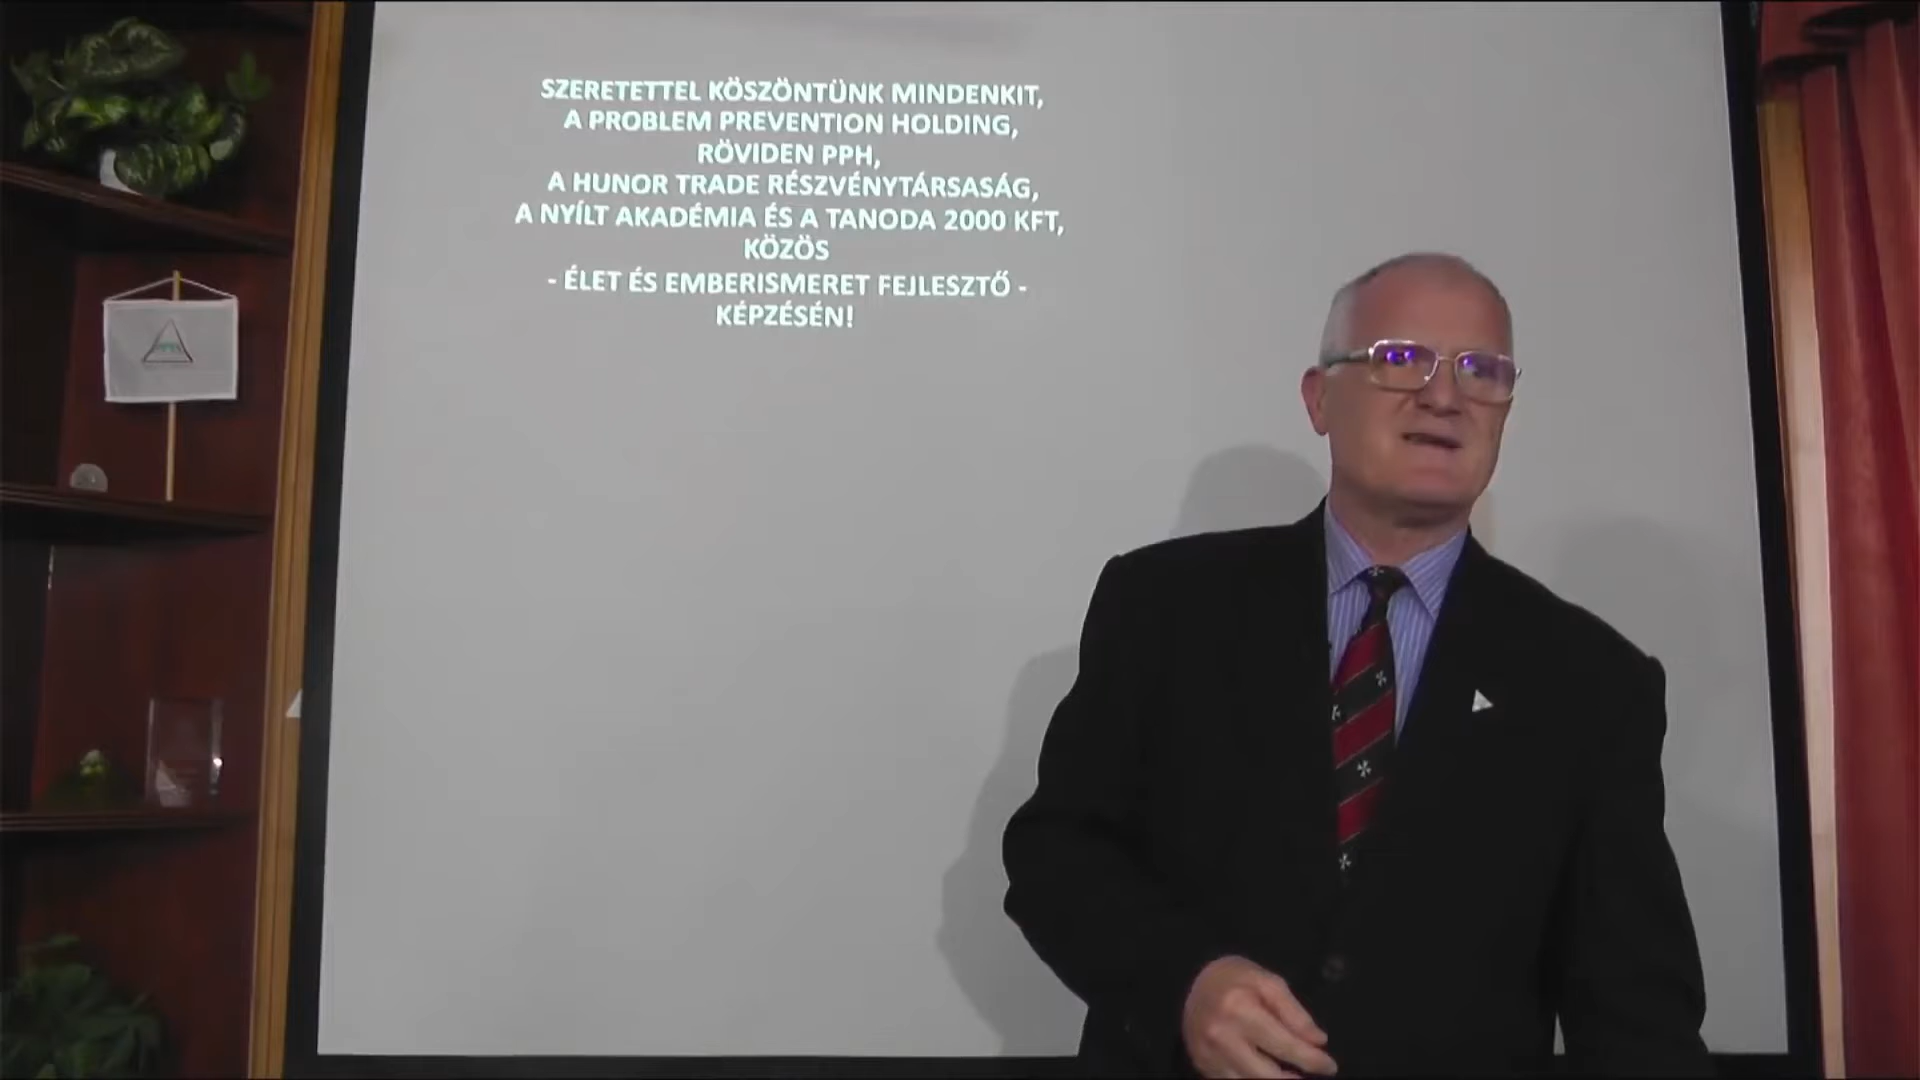 SZERETETTEL KÖSZÖNTÜNK MINDENKIT,
A PROBLEM PREVENTION HOLDING,
RÖVIDEN PPH,
A HUNOR TRADE RÉSZVÉNYTÁRSASÁG,
A NYÍLT AKADÉMIA ÉS A TANODA 2000 KFT,
KÖZÖS
- ÉLET ÉS EMBERISMERET FEJLESZTŐ -
KÉPZÉSÉN!